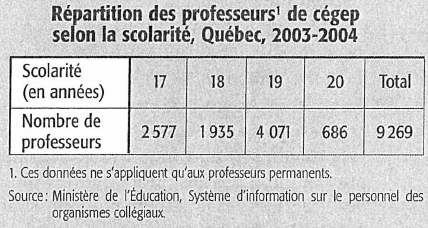 Répartition des professeurs¹ de cégep
selon la scolarité, Québec, 2003-2004
Scolarité (en années) 17 18 19 20 Total
Nombre de professeurs 2 577 1 935 4 071 686 9 269
1. Ces données ne s'appliquent qu'aux professeurs permanents.
Source : Ministère de l'Éducation, Système d'information sur le personnel des
organismes collégiaux.